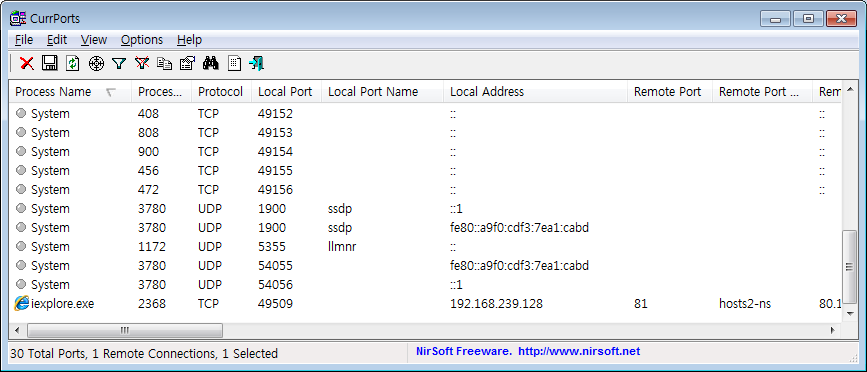 CurrPorts
File Edit View Options Help
Process Name Proces... Protocol Local Port Local Port Name Local Address Remote Port Remote Port ... Rem
System 408 TCP 49152 :: ::
System 808 TCP 49153 :: ::
System 900 TCP 49154 :: ::
System 456 TCP 49155 :: ::
System 472 TCP 49156 :: ::
System 3780 UDP 1900 ssdp ::1
System 3780 UDP 1900 ssdp fe80::a9f0:cdf3:7ea1:cabd
System 1172 UDP 5355 llmnr ::
System 3780 UDP 54055 fe80::a9f0:cdf3:7ea1:cabd
System 3780 UDP 54056 ::1
iexplore.exe 2368 TCP 49509 192.168.239.128 81 hosts2-ns 80.1
30 Total Ports, 1 Remote Connections, 1 Selected NirSoft Freeware. http://www.nirsoft.net